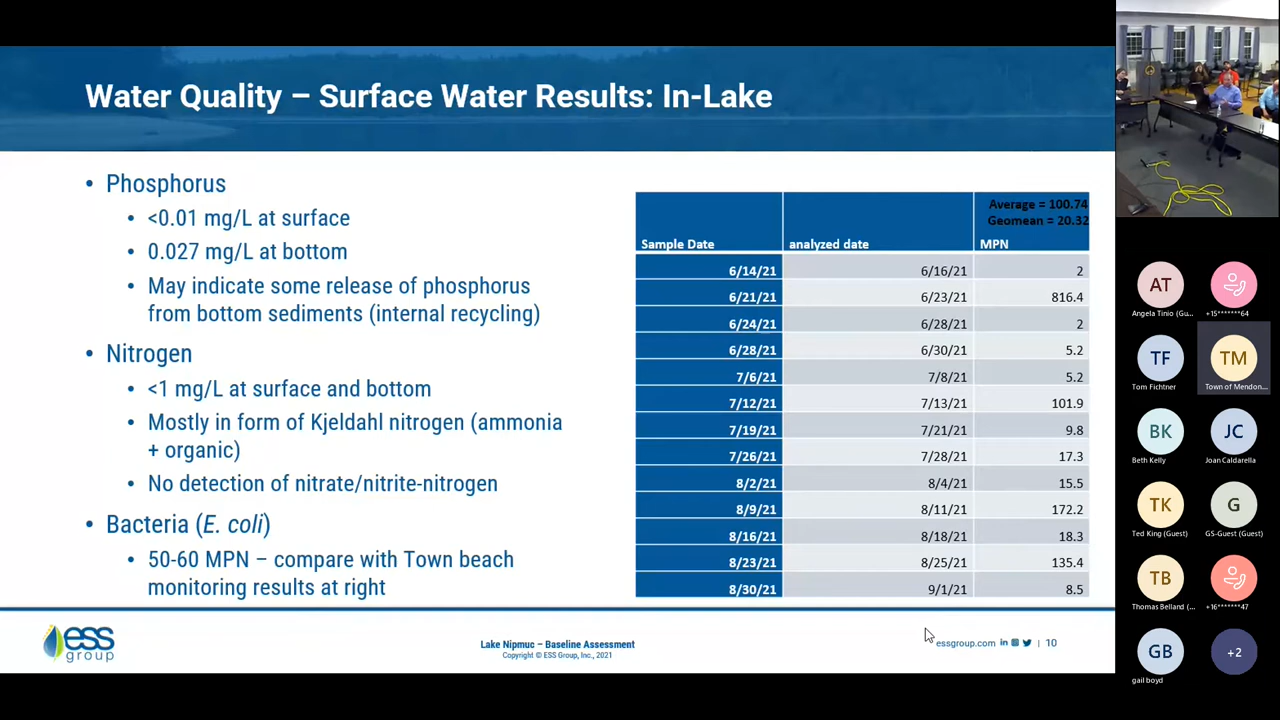 Water Quality – Surface Water Results: In-Lake
• Phosphorus
• <0.01 mg/L at surface
• 0.027 mg/L at bottom
• May indicate some release of phosphorus
from bottom sediments (internal recycling)
• Nitrogen
• <1 mg/L at surface and bottom
• Mostly in form of Kjeldahl nitrogen (ammonia
+ organic)
• No detection of nitrate/nitrite-nitrogen
• Bacteria (E. coli)
• 50-60 MPN – compare with Town beach
monitoring results at right
Average = 100.74
Geomean = 20.32
Sample Date analyzed date MPN
6/14/21 6/16/21 2
6/21/21 6/23/21 816.4
6/24/21 6/28/21 2
6/28/21 6/30/21 5.2
7/6/21 7/8/21 5.2
7/12/21 7/13/21 101.9
7/19/21 7/21/21 9.8
7/26/21 7/28/21 17.3
8/2/21 8/4/21 15.5
8/9/21 8/11/21 172.2
8/16/21 8/18/21 18.3
8/23/21 8/25/21 135.4
8/30/21 9/1/21 8.5
ess
group
Lake Nipmuc – Baseline Assessment
Copyright © ESS Group, Inc., 2021
essgroup.com in | 10
AT
Angela Tinio (Gu...
+15*******64
TF
Tom Fichtner
TM
Town of Mendon...
BK
Beth Kelly
JC
Joan Caldarella
TK
Ted King (Guest)
G
GS-Guest (Guest)
TB
Thomas Belland (...
+16*******47
GB
gail boyd
+2